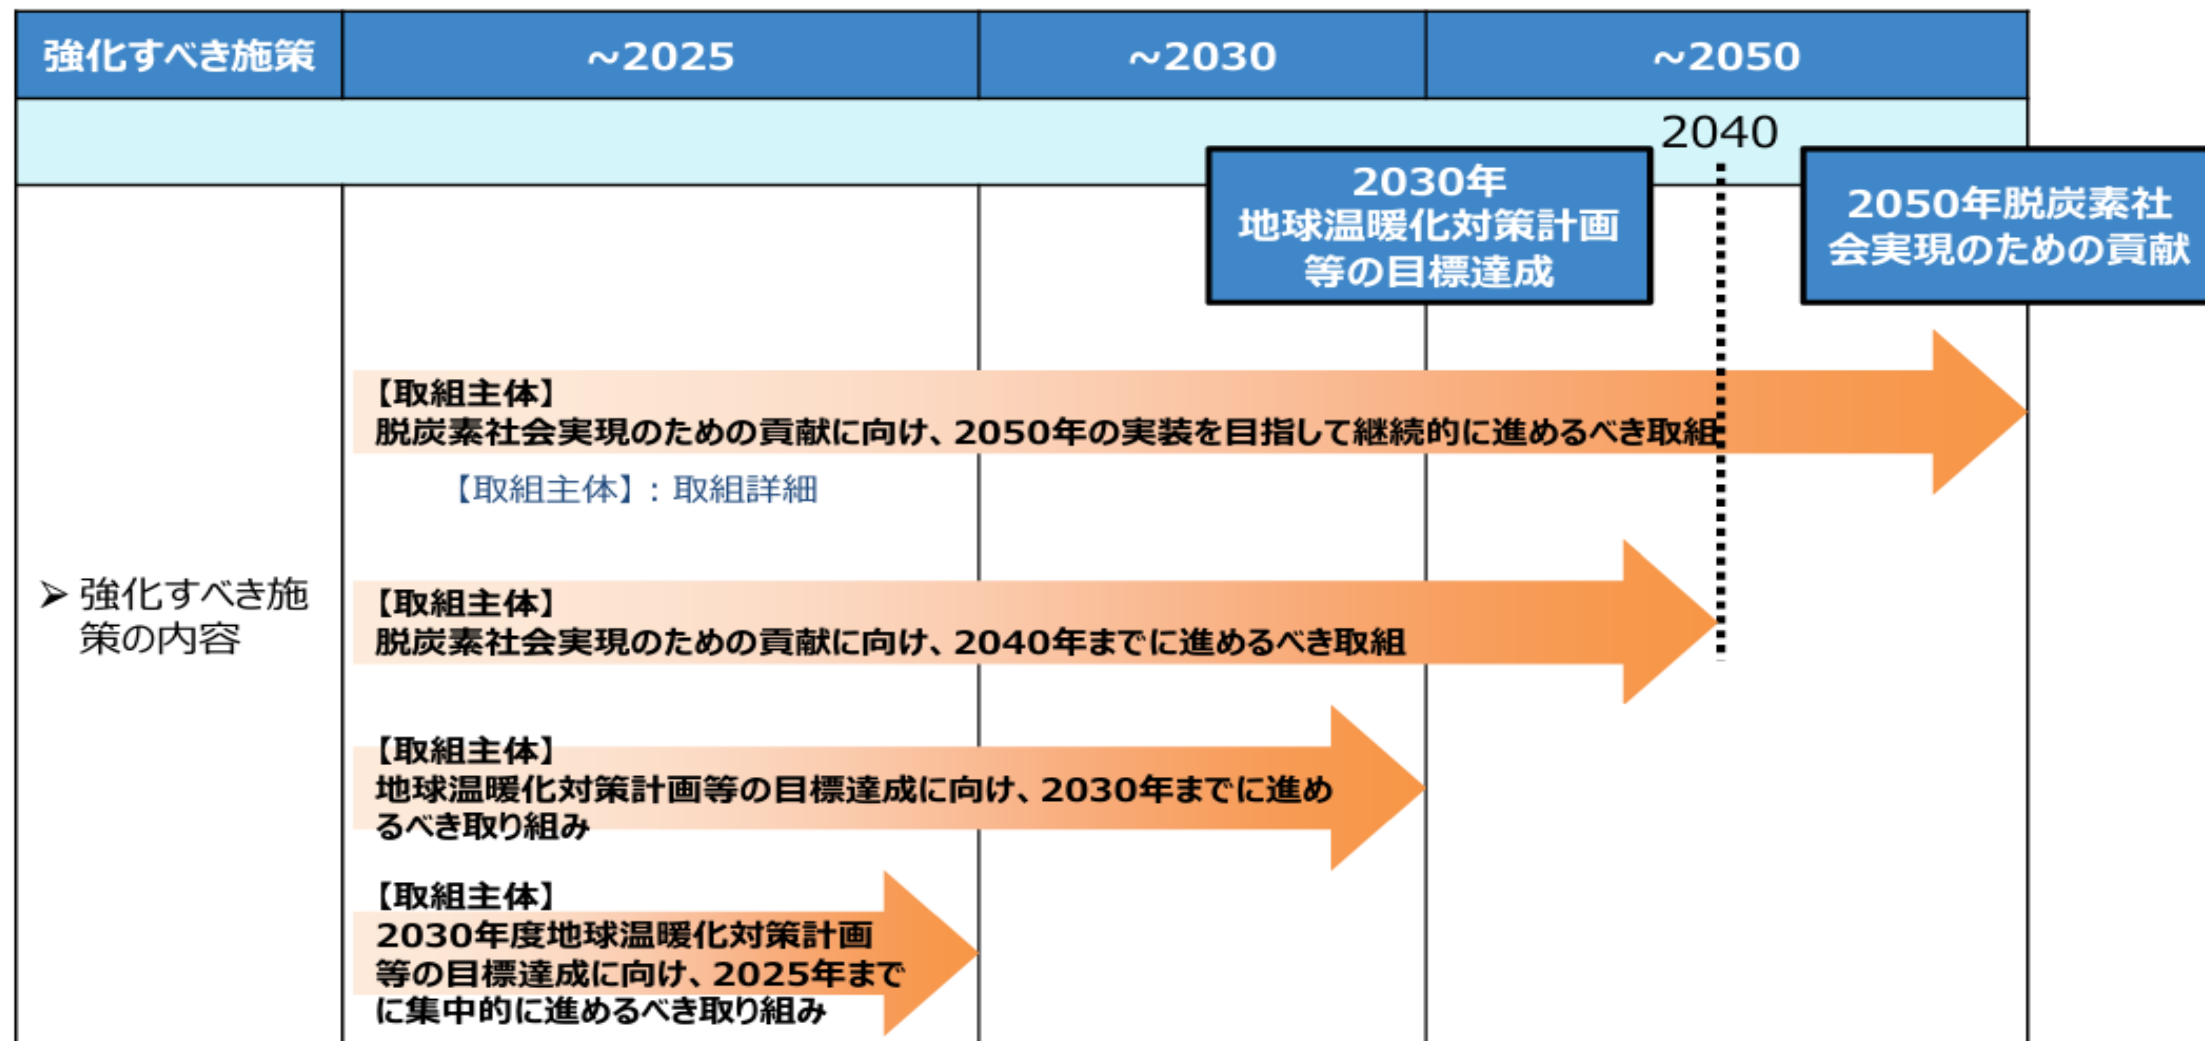 強化すべき施策
~2025
~2030
~2050
2040
2030年
地球温暖化対策計画
等の目標達成
2050年脱炭素社
会実現のための貢献
【取組主体】
脱炭素社会実現のための貢献に向け、2050年の実装を目指して継続的に進めるべき取組
【取組主体】：取組詳細
➢ 強化すべき施
策の内容
【取組主体】
脱炭素社会実現のための貢献に向け、2040年までに進めるべき取組
【取組主体】
地球温暖化対策計画等の目標達成に向け、2030年までに進め
るべき取り組み
【取組主体】
2030年度地球温暖化対策計画
等の目標達成に向け、2025年まで
に集中的に進めるべき取り組み